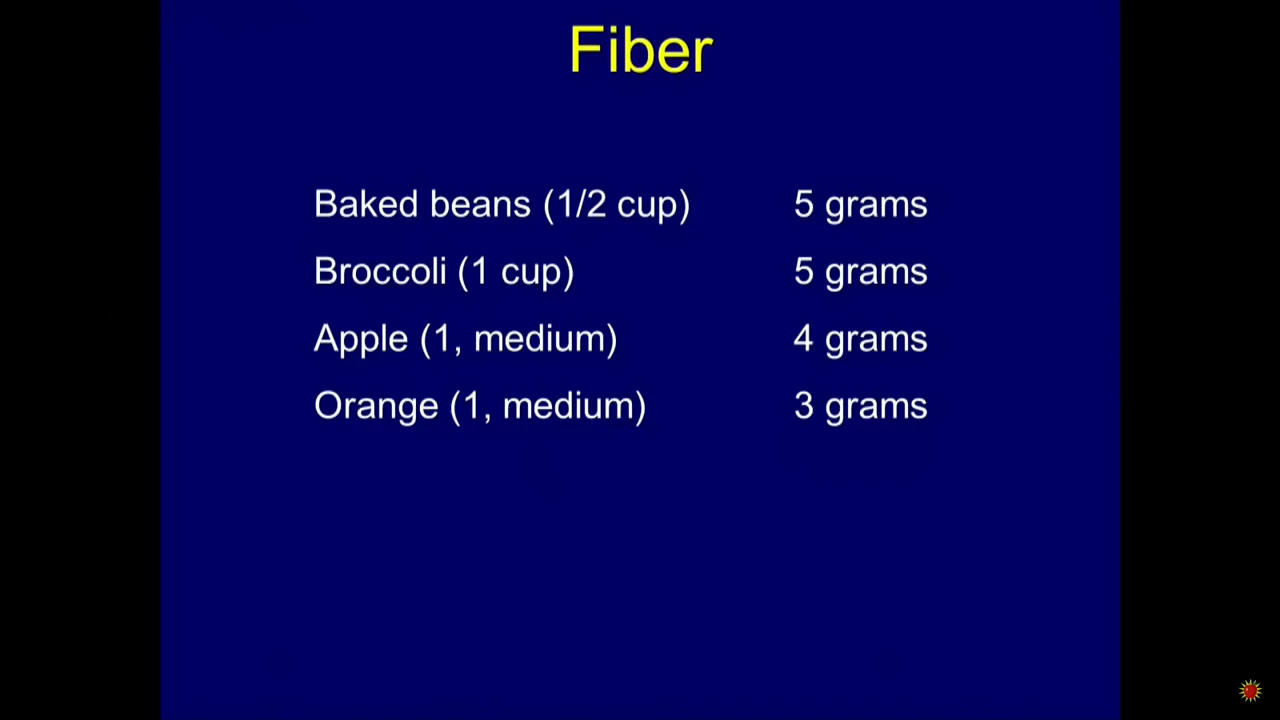 Fiber
Baked beans (1/2 cup) 5 grams
Broccoli (1 cup) 5 grams
Apple (1, medium) 4 grams
Orange (1, medium) 3 grams